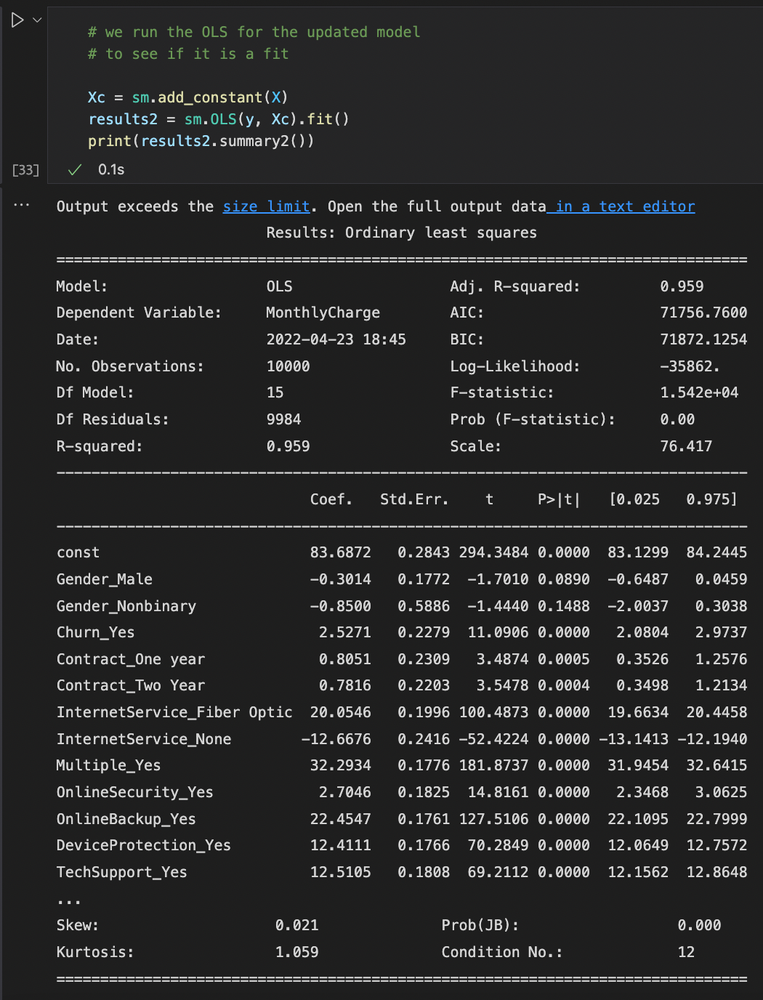 # we run the OLS for the updated model
# to see if it is a fit
Xc = sm.add_constant(X)
results2 = sm.OLS(y, Xc).fit()
print(results2.summary2())
[33] ✓ 0.1s
... Output exceeds the size limit. Open the full output data in a text editor
Results: Ordinary least squares
Model: OLS Adj. R-squared: 0.959
Dependent Variable: MonthlyCharge AIC: 71756.7600
Date: 2022-04-23 18:45 BIC: 71872.1254
No. Observations: 10000 Log-Likelihood: -35862.
Df Model: 15 F-statistic: 1.542e+04
Df Residuals: 9984 Prob (F-statistic): 0.00
R-squared: 0.959 Scale: 76.417
Coef. Std.Err. t P>|t| [0.025 0.975]
const 83.6872 0.2843 294.3484 0.0000 83.1299 84.2445
Gender_Male -0.3014 0.1772 -1.7010 0.0890 -0.6487 0.0459
Gender_Nonbinary -0.8500 0.5886 -1.4440 0.1488 -2.0037 0.3038
Churn_Yes 2.5271 0.2279 11.0906 0.0000 2.0804 2.9737
Contract_One year 0.8051 0.2309 3.4874 0.0005 0.3526 1.2576
Contract_Two Year 0.7816 0.2203 3.5478 0.0004 0.3498 1.2134
InternetService_Fiber Optic 20.0546 0.1996 100.4873 0.0000 19.6634 20.4458
InternetService_None -12.6676 0.2416 -52.4224 0.0000 -13.1413 -12.1940
Multiple_Yes 32.2934 0.1776 181.8737 0.0000 31.9454 32.6415
OnlineSecurity_Yes 2.7046 0.1825 14.8161 0.0000 2.3468 3.0625
OnlineBackup_Yes 22.4547 0.1761 127.5106 0.0000 22.1095 22.7999
DeviceProtection_Yes 12.4111 0.1766 70.2849 0.0000 12.0649 12.7572
TechSupport_Yes 12.5105 0.1808 69.2112 0.0000 12.1562 12.8648
...
Skew: 0.021 Prob(JB): 0.000
Kurtosis: 1.059 Condition No.: 12